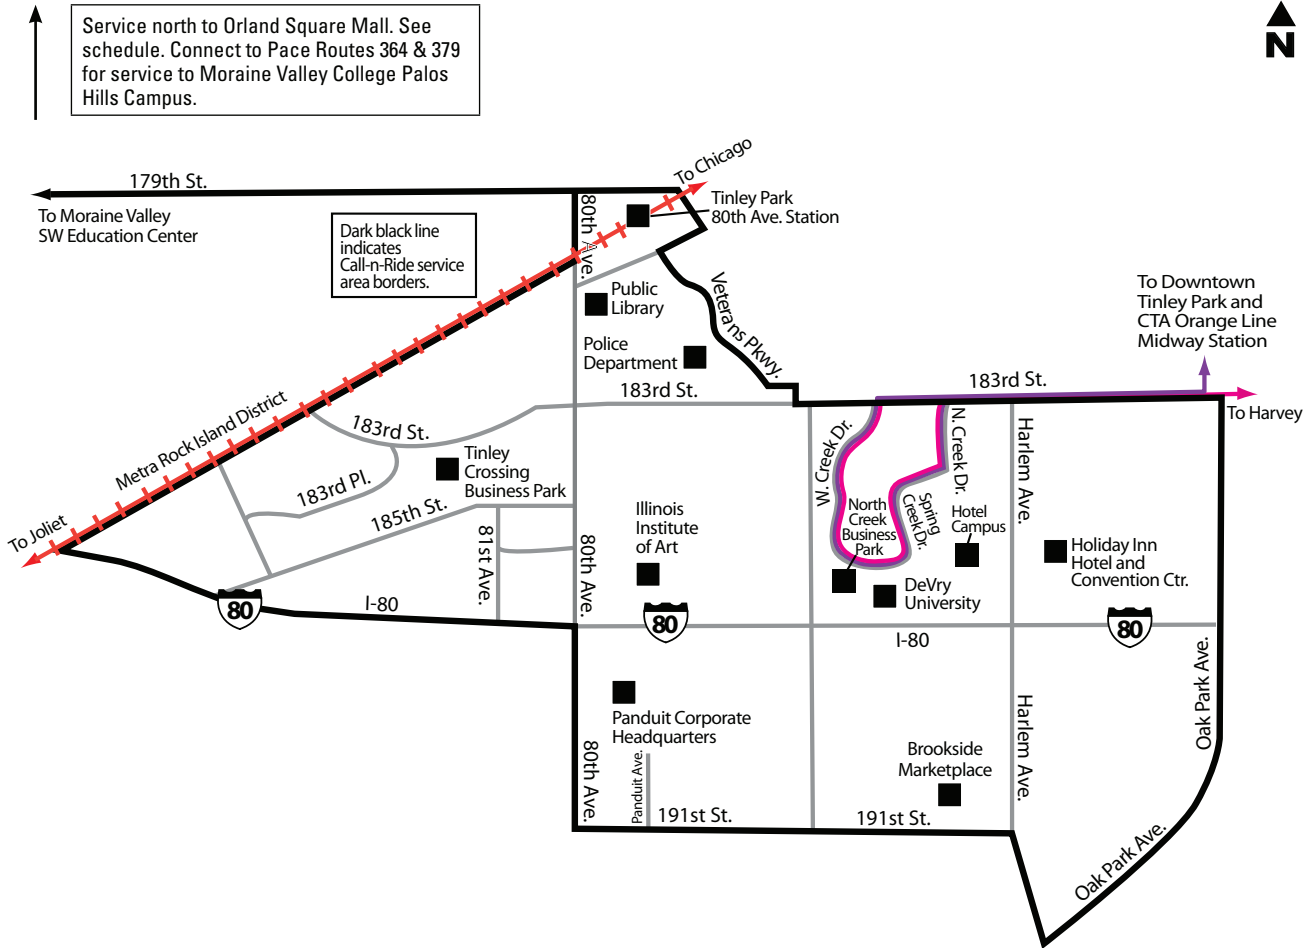 Service north to Orland Square Mall. See
schedule. Connect to Pace Routes 364 & 379
for service to Moraine Valley College Palos
Hills Campus.
N
To Chicago
179th St.
To Moraine Valley
SW Education Center
Dark black line
indicates
Call-n-Ride service
area borders.
80th Ave.
Tinley Park
80th Ave. Station
Public
Library
Veterans Pkwy.
Police
Department
To Downtown
Tinley Park and
CTA Orange Line
Midway Station
183rd St.
183rd St.
To Harvey
Metra Rock Island District
183rd St.
Tinley
Crossing
Business Park
183rd Pl.
185th St.
To Joliet
81st Ave.
80th Ave.
Illinois
Institute
of Art
W. Creek Dr.
N. Creek Dr.
Spring
Creek Dr.
North
Creek
Business
Park
Hotel
Campus
Harlem Ave.
Holiday Inn
Hotel and
Convention Ctr.
DeVry
University
80
I-80
80
I-80
80
Oak Park Ave.
Panduit Corporate
Headquarters
80th Ave.
Panduit Ave.
191st St.
Brookside
Marketplace
191st St.
Harlem Ave.
Oak Park Ave.